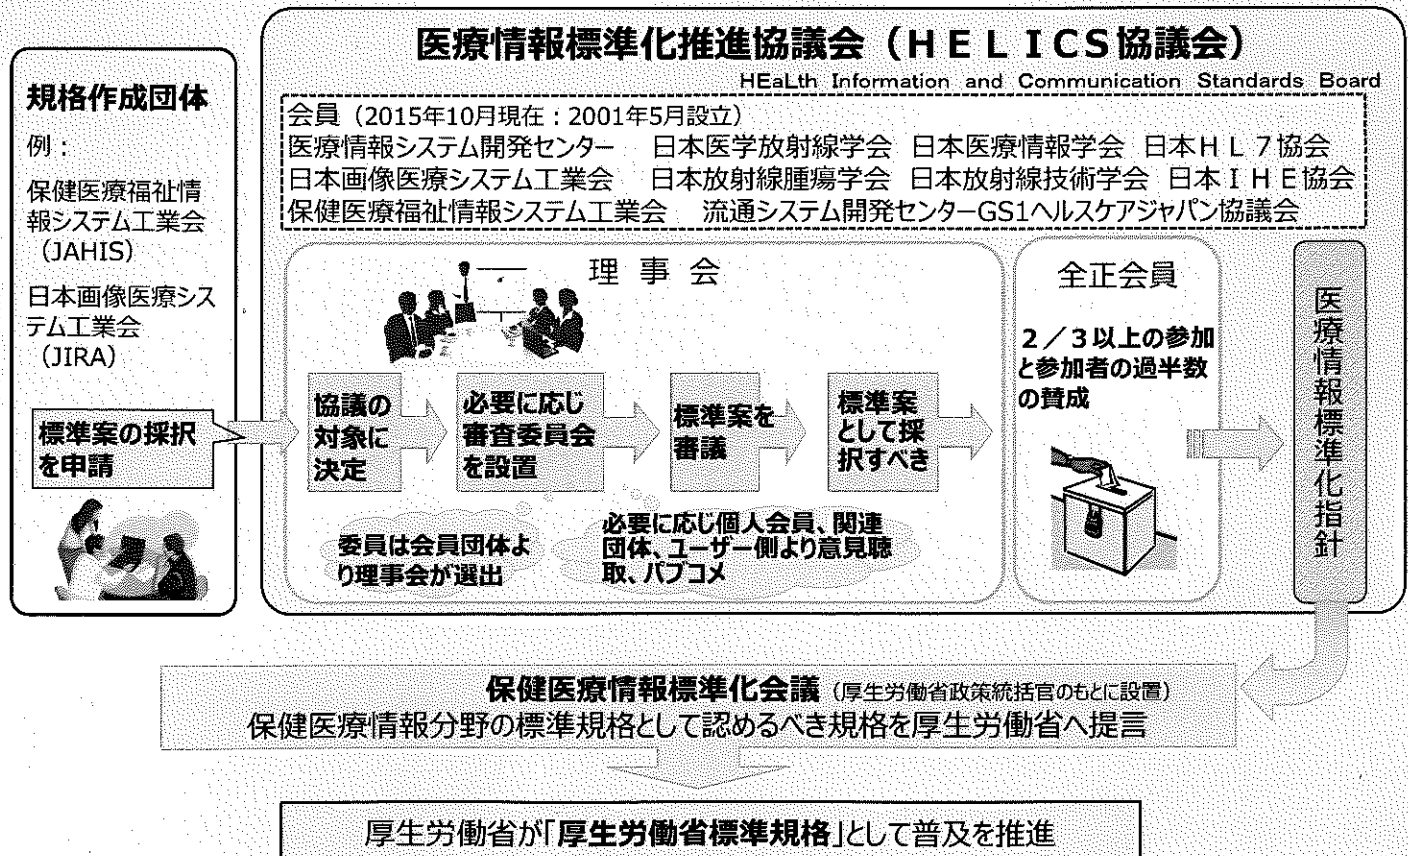 医療情報標準化推進協議会（ＨＥＬＩＣＳ協議会）
HEaLth Information and Communication Standards Board
規格作成団体
例：
保健医療福祉情
報システム工業会
（JAHIS）
日本画像医療シス
テム工業会
（JIRA）
標準案の採択
を申請
会員（2015年10月現在：2001年5月設立）
医療情報システム開発センター　日本医学放射線学会　日本医療情報学会　日本ＨＬ７協会
日本画像医療システム工業会　日本放射線腫瘍学会　日本放射線技術学会　日本ＩＨＥ協会
保健医療福祉情報システム工業会　流通システム開発センターGS1ヘルスケアジャパン協議会
理 事 会
協議の
対象に
決定
必要に応じ
審査委員会
を設置
標準案を
審議
標準案
として採
択すべき
委員は会員団体よ
り理事会が選出
必要に応じ個人会員、関連
団体、ユーザー側より意見聴
取、パブコメ
全正会員
２／３以上の参加
と参加者の過半数
の賛成
医療情報標準化指針
保健医療情報標準化会議（厚生労働省政策統括官のもとに設置）
保健医療情報分野の標準規格として認めるべき規格を厚生労働省へ提言
厚生労働省が「厚生労働省標準規格」として普及を推進